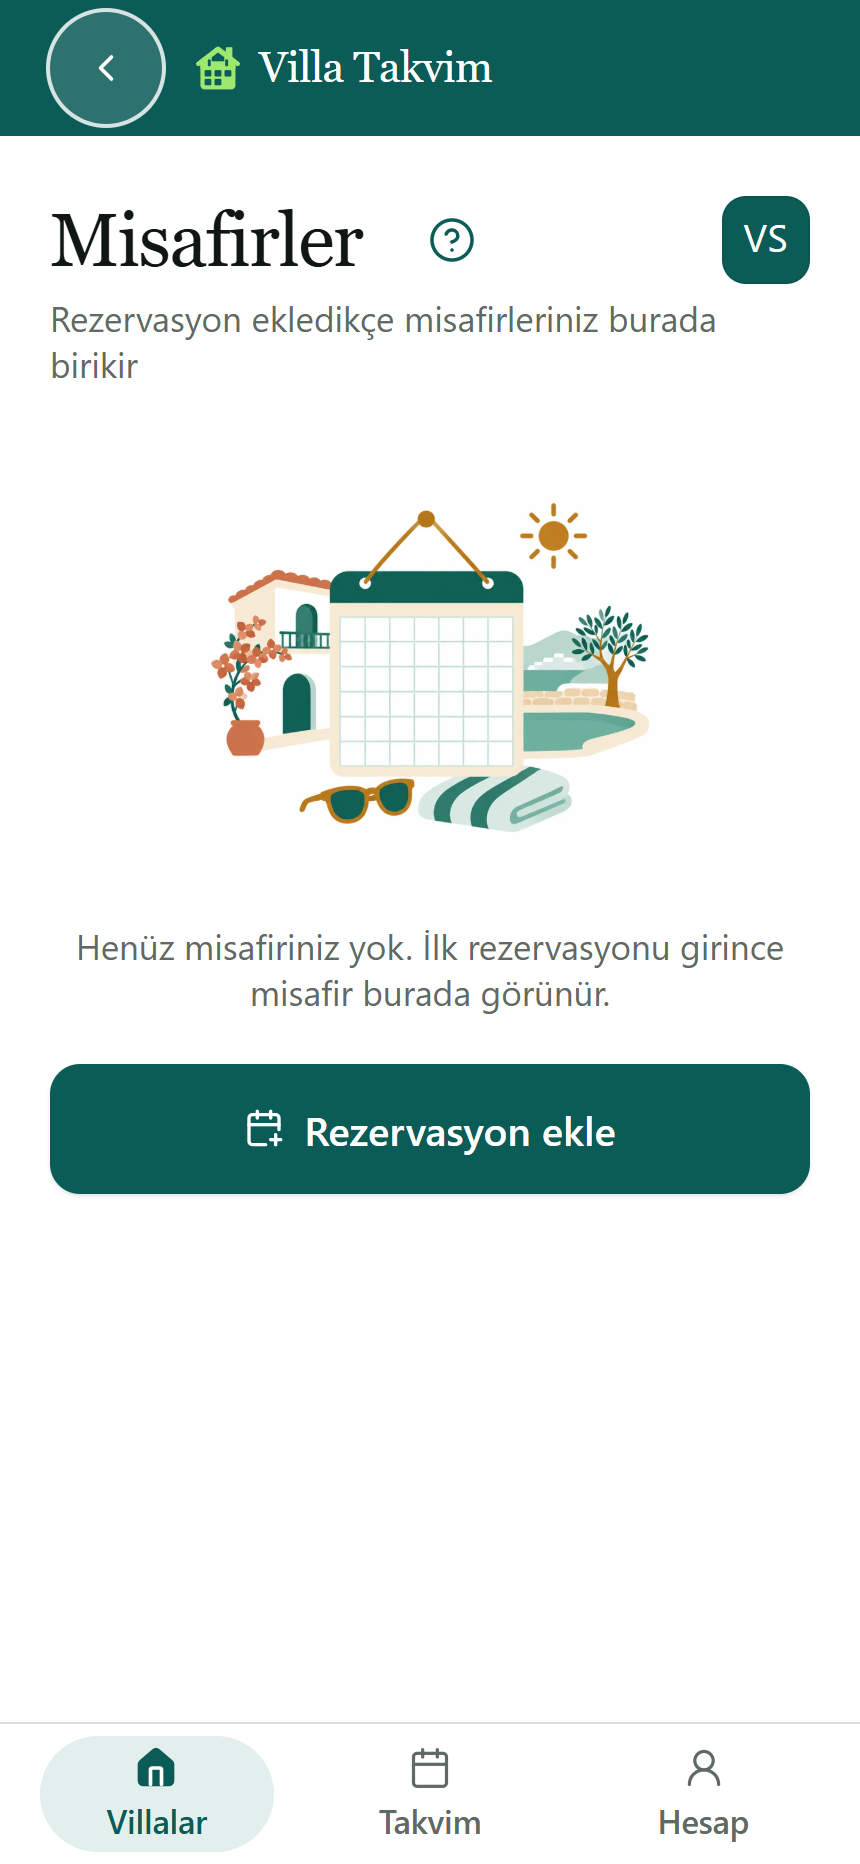 Villa Takvim
Misafirler
VS
Rezervasyon ekledikçe misafirleriniz burada
birikir
Henüz misafiriniz yok. İlk rezervasyonu girince
misafir burada görünür.
Rezervasyon ekle
Villalar
Takvim
Hesap